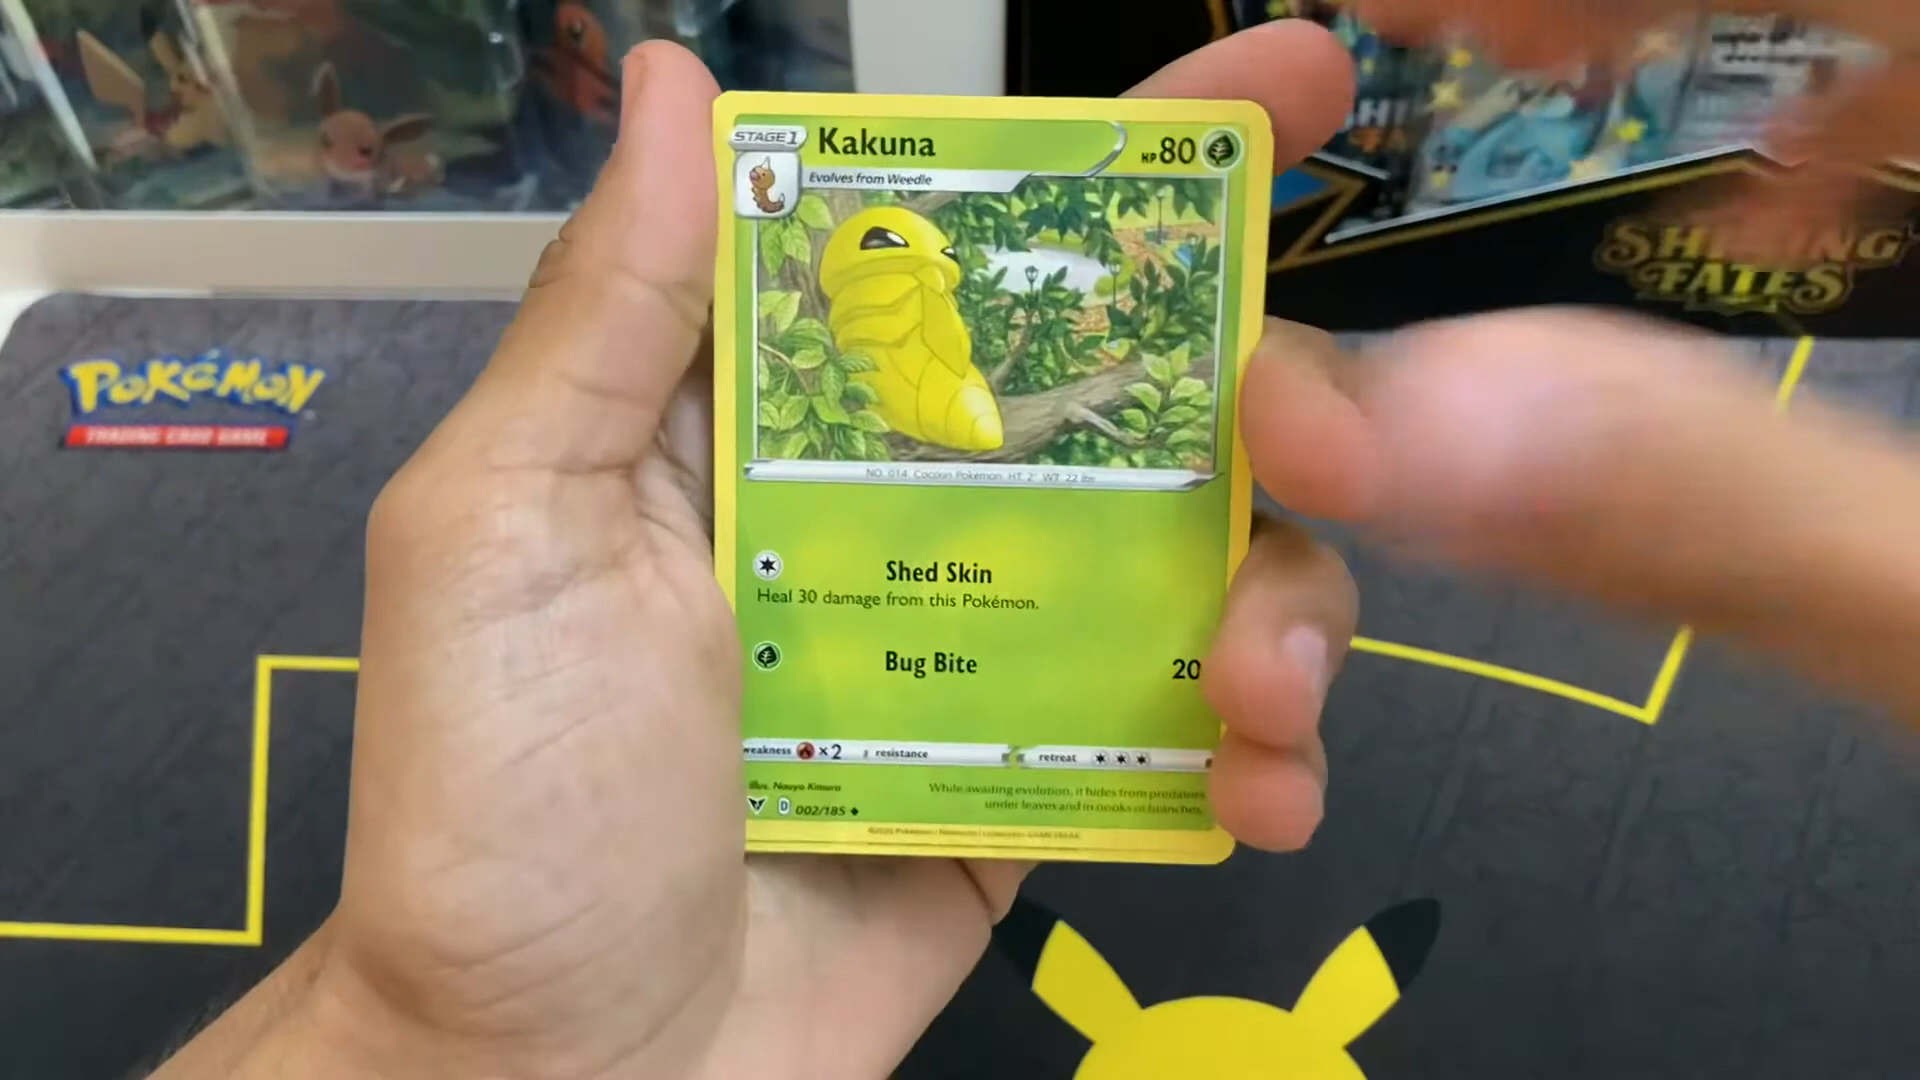 POKéMON
TRADING CARD GAME
SHINING
FATES
STAGE 1
Kakuna
HP 80
Evolves from Weedle
NO. 014 Cocoon Pokémon HT: 2' WT: 22 lbs
Shed Skin
Heal 30 damage from this Pokémon.
Bug Bite 20
weakness ×2 resistance retreat
Illus. Naoyo Kimura
While awaiting evolution, it hides from predators
under leaves and in nooks of branches.
D 002/185